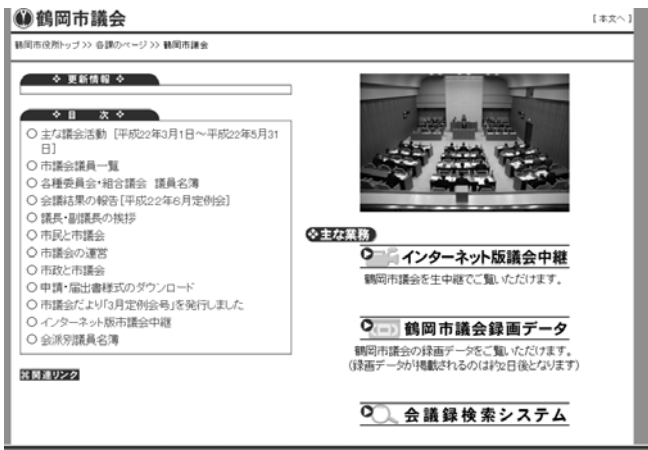 鶴岡市議会
[本文へ]
鶴岡市役所トップ >> 各課のページ >> 鶴岡市議会
❖ 更新情報 ❖
❖ 目 次 ❖
○ 主な議会活動 [平成22年3月1日～平成22年5月31
日]
○ 市議会議員一覧
○ 各種委員会・組合議会 議員名簿
○ 会議結果の報告[平成22年6月定例会]
○ 議長・副議長の挨拶
○ 市民と市議会
○ 市議会の運営
○ 市政と市議会
○ 申請・届出書様式のダウンロード
○ 市議会だより「3月定例会号」を発行しました
○ インターネット版市議会中継
○ 会派別議員名簿
関連リンク
❖主な業務
インターネット版議会中継
鶴岡市議会を生中継でご覧いただけます。
鶴岡市議会録画データ
鶴岡市議会の録画データをご覧いただけます。
(録画データが掲載されるのは約2日後となります)
会議録検索システム